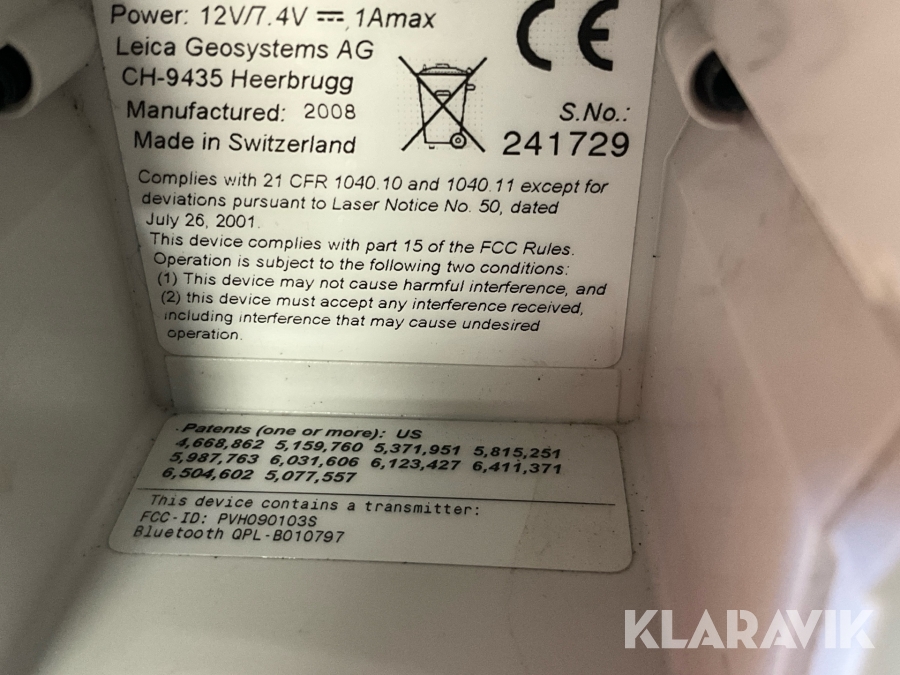 Power: 12V/7.4V ⎓ 1Amax
Leica Geosystems AG
CH-9435 Heerbrugg
Manufactured: 2008
Made in Switzerland
CE
S.No.:
241729
Complies with 21 CFR 1040.10 and 1040.11 except for
deviations pursuant to Laser Notice No. 50, dated
July 26, 2001.
This device complies with part 15 of the FCC Rules.
Operation is subject to the following two conditions:
(1) This device may not cause harmful interference, and
(2) this device must accept any interference received,
including interference that may cause undesired
operation.
Patents (one or more): US
4,668,862 5,159,760 5,371,951 5,815,251
5,987,763 6,031,606 6,123,427 6,411,371
6,504,602 5,077,557
This device contains a transmitter:
FCC-ID: PVH090103S
Bluetooth QPL-B010797
KLARAVIK